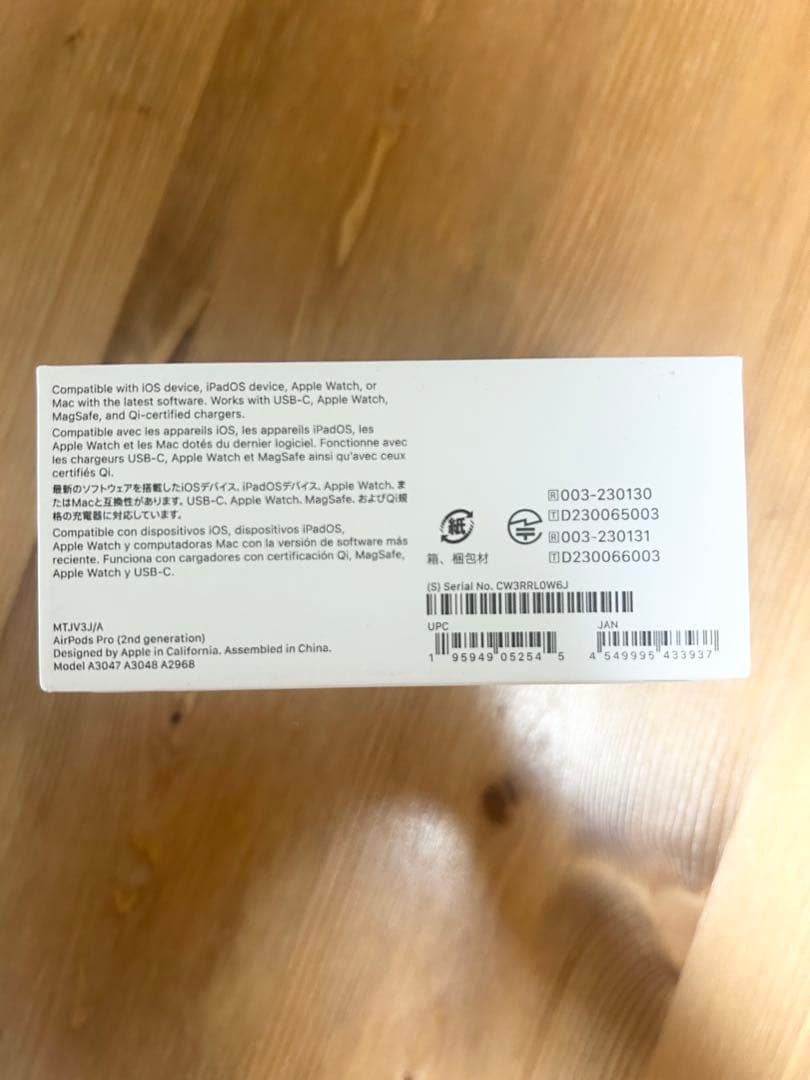 Compatible with iOS device, iPadOS device, Apple Watch, or
Mac with the latest software. Works with USB-C, Apple Watch,
MagSafe, and Qi-certified chargers.
Compatible avec les appareils iOS, les appareils iPadOS, les
Apple Watch et les Mac dotés du dernier logiciel. Fonctionne avec
les chargeurs USB-C, Apple Watch et MagSafe ainsi qu'avec ceux
certifiés Qi.
最新のソフトウェアを搭載したiOSデバイス、iPadOSデバイス、Apple Watch、ま
たはMacと互換性があります。USB-C、Apple Watch、MagSafe、およびQi規
格の充電器に対応しています。
Compatible con dispositivos iOS, dispositivos iPadOS,
Apple Watch y computadoras Mac con la versión de software más
reciente. Funciona con cargadores con certificación Qi, MagSafe,
Apple Watch y USB-C.
MTJV3J/A
AirPods Pro (2nd generation)
Designed by Apple in California. Assembled in China.
Model A3047 A3048 A2968
紙
箱、梱包材
R 003-230130
T D230065003
R 003-230131
T D230066003
(S) Serial No. CW3RRL0W6J
UPC
1 95949 05254 5
JAN
4 549995 433937